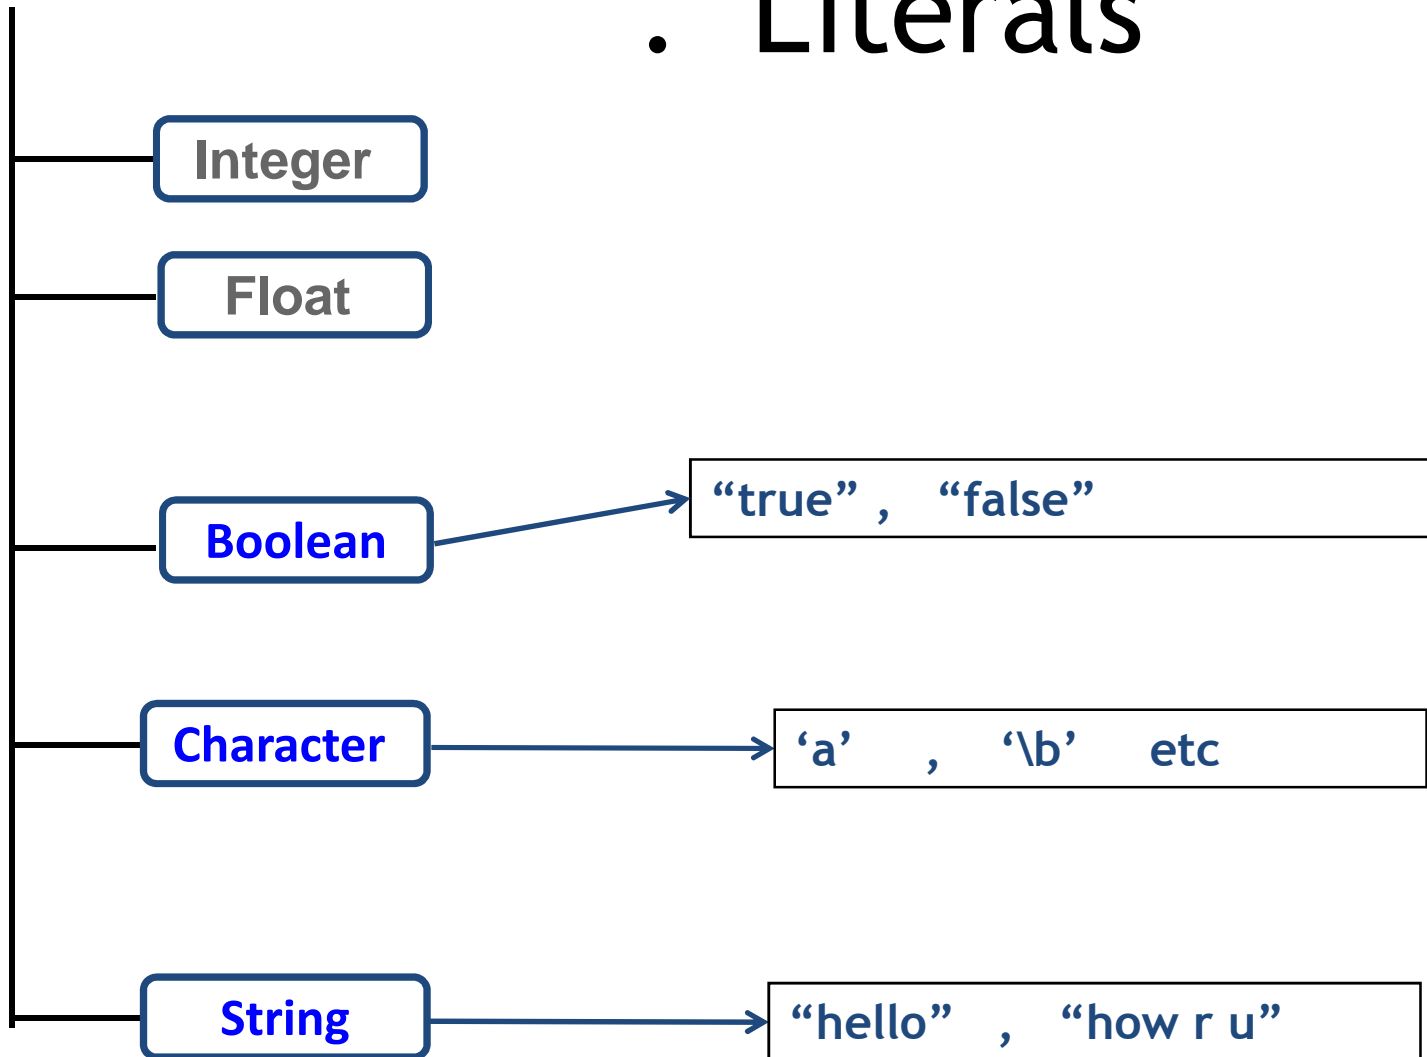 . Literals
Integer
Float
Boolean
“true” , “false”
Character
‘a’ , ‘\b’ etc
String
“hello” , “how r u”